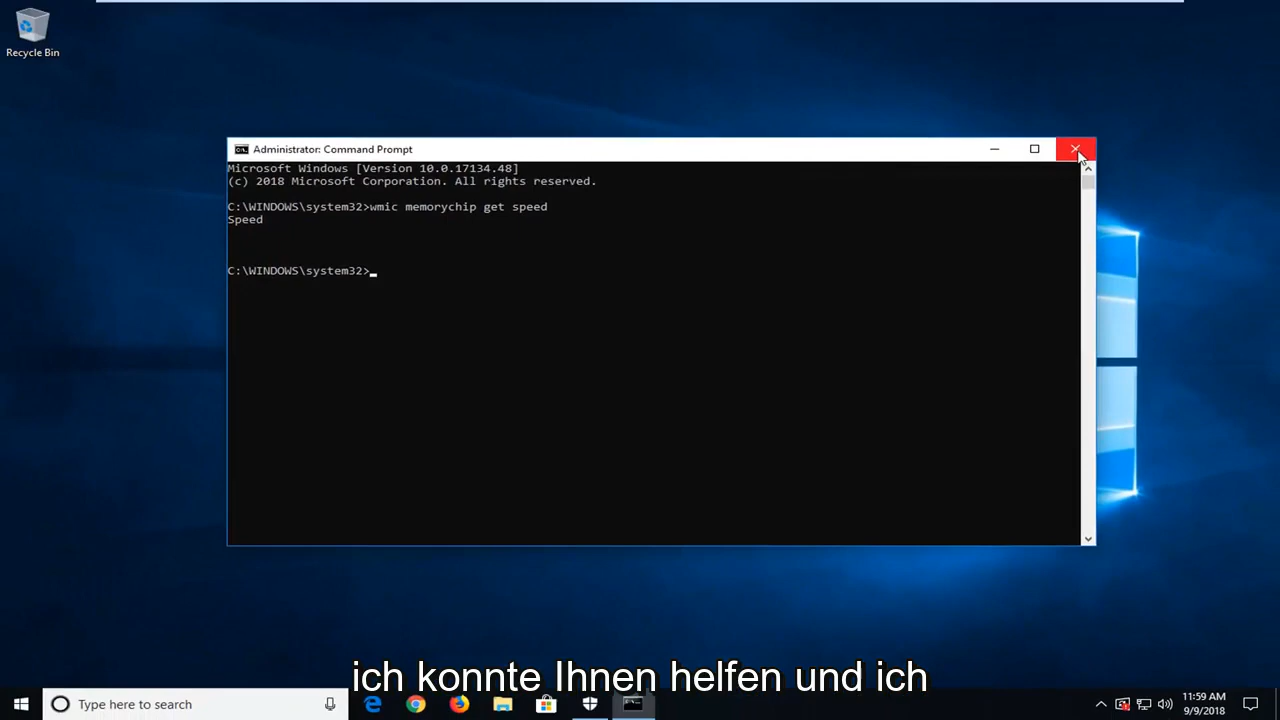 Recycle Bin
Administrator: Command Prompt
Microsoft Windows [Version 10.0.17134.48]
(c) 2018 Microsoft Corporation. All rights reserved.
C:\WINDOWS\system32>wmic memorychip get speed
Speed
C:\WINDOWS\system32>
ich konnte Ihnen helfen und ich
Type here to search
11:59 AM
9/9/2018